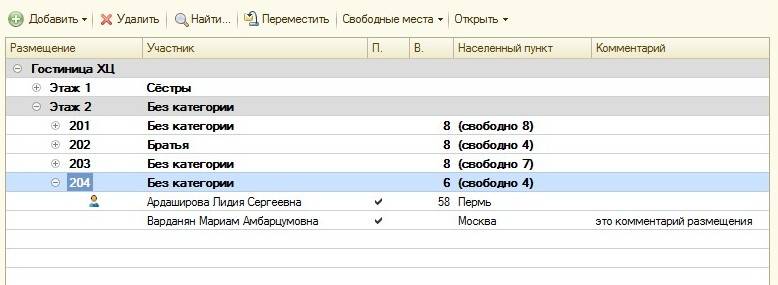 Добавить Удалить Найти... Переместить Свободные места Открыть
Размещение Участник П. В. Населенный пункт Комментарий
Гостиница ХЦ
Этаж 1 Сёстры
Этаж 2 Без категории
201 Без категории 8 (свободно 8)
202 Братья 8 (свободно 4)
203 Без категории 8 (свободно 7)
204 Без категории 6 (свободно 4)
Ардаширова Лидия Сергеевна ✓ 58 Пермь
Варданян Мариам Амбарцумовна ✓ Москва это комментарий размещения